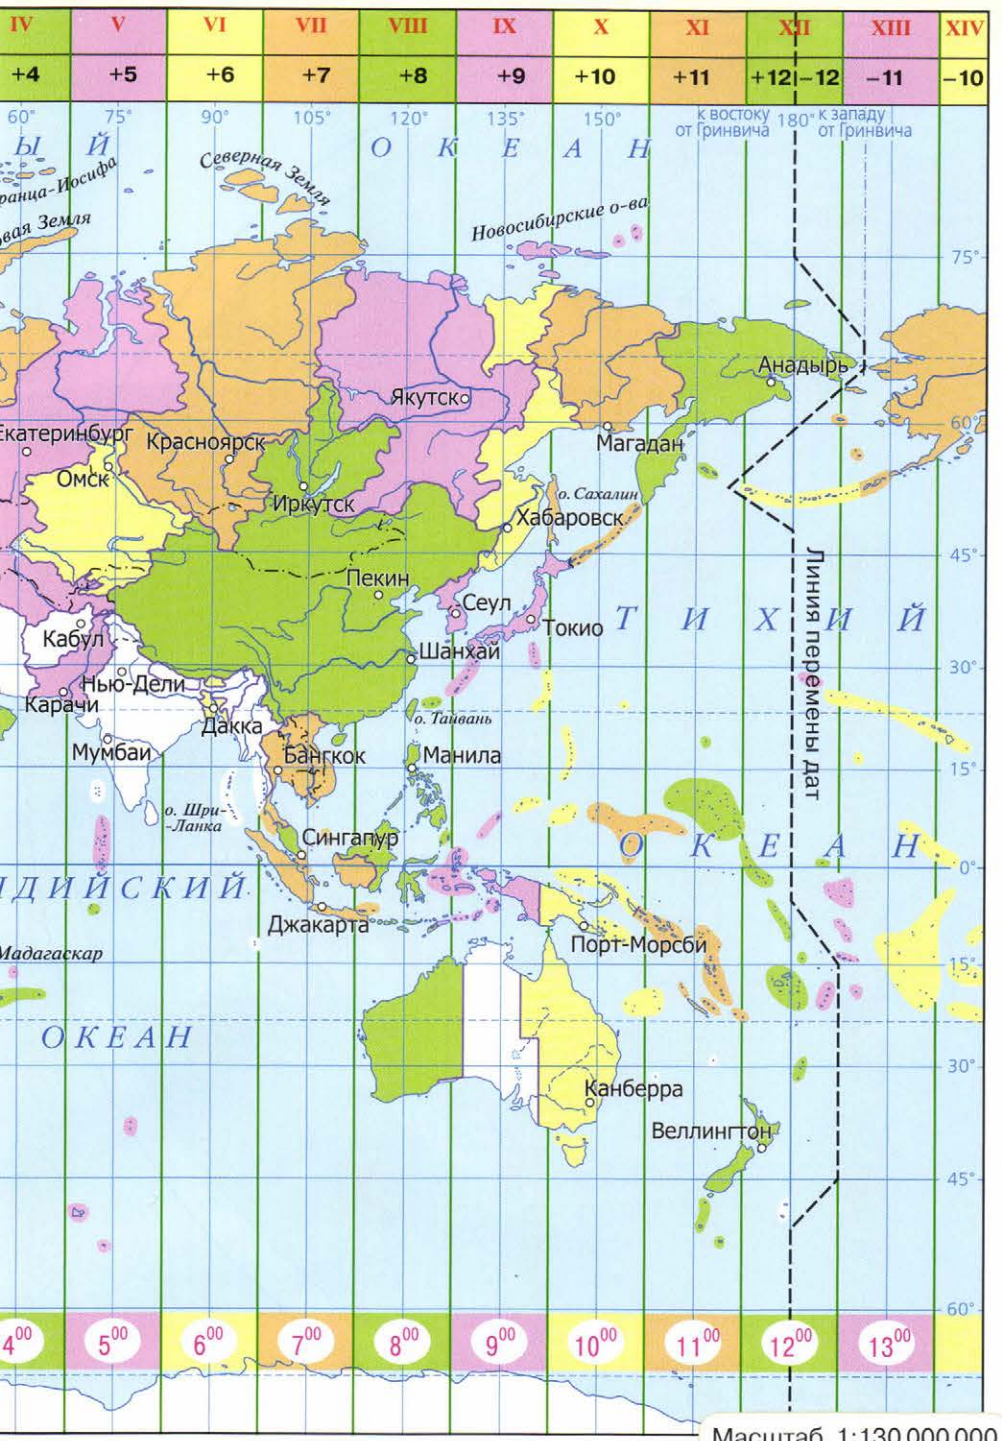 IV V VI VII VIII IX X XI XII XIII XIV
+4 +5 +6 +7 +8 +9 +10 +11 +12 –12 –11 –10
60° 75° 90° 105° 120° 135° 150° к востоку от Гринвича 180° к западу от Гринвича
Ы Й О К Е А Н
ранца-Иосифа
Северная Земля
овая Земля
Новосибирские о-ва
75°
Анадырь
Якутск
60°
Екатеринбург
Красноярск
Магадан
Омск
Иркутск
о. Сахалин
Хабаровск
45°
Пекин
Сеул
Токио
Т И Х И Й
Линия перемены дат
Кабул
Шанхай
30°
Нью-Дели
Карачи
Дакка
о. Тайвань
Мумбаи
Бангкок
Манила
15°
о. Шри-
-Ланка
Сингапур
О К Е А Н
0°
ДИЙСКИЙ
Джакарта
Порт-Морсби
Мадагаскар
15°
ОКЕАН
30°
Канберра
Веллингтон
45°
60°
4⁰⁰ 5⁰⁰ 6⁰⁰ 7⁰⁰ 8⁰⁰ 9⁰⁰ 10⁰⁰ 11⁰⁰ 12⁰⁰ 13⁰⁰
Масштаб 1:130 000 000